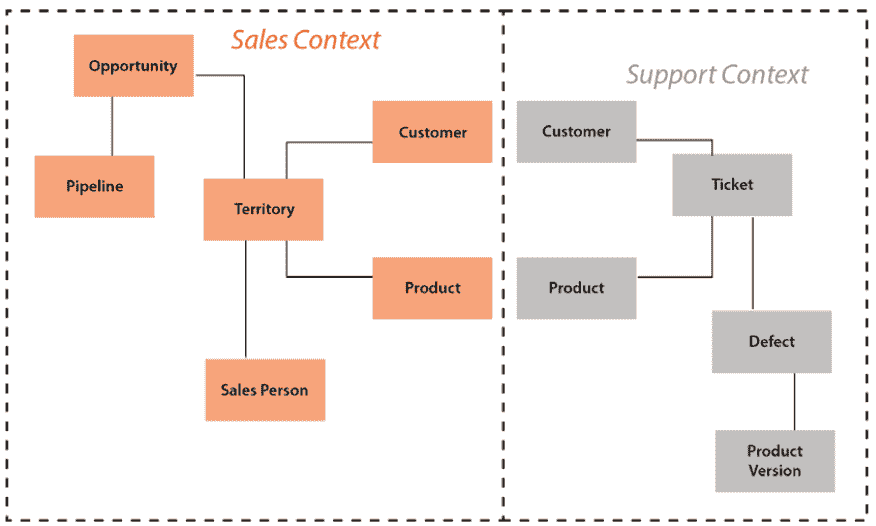 Sales Context
Opportunity
Pipeline
Territory
Customer
Product
Sales Person
Support Context
Customer
Ticket
Product
Defect
Product
Version